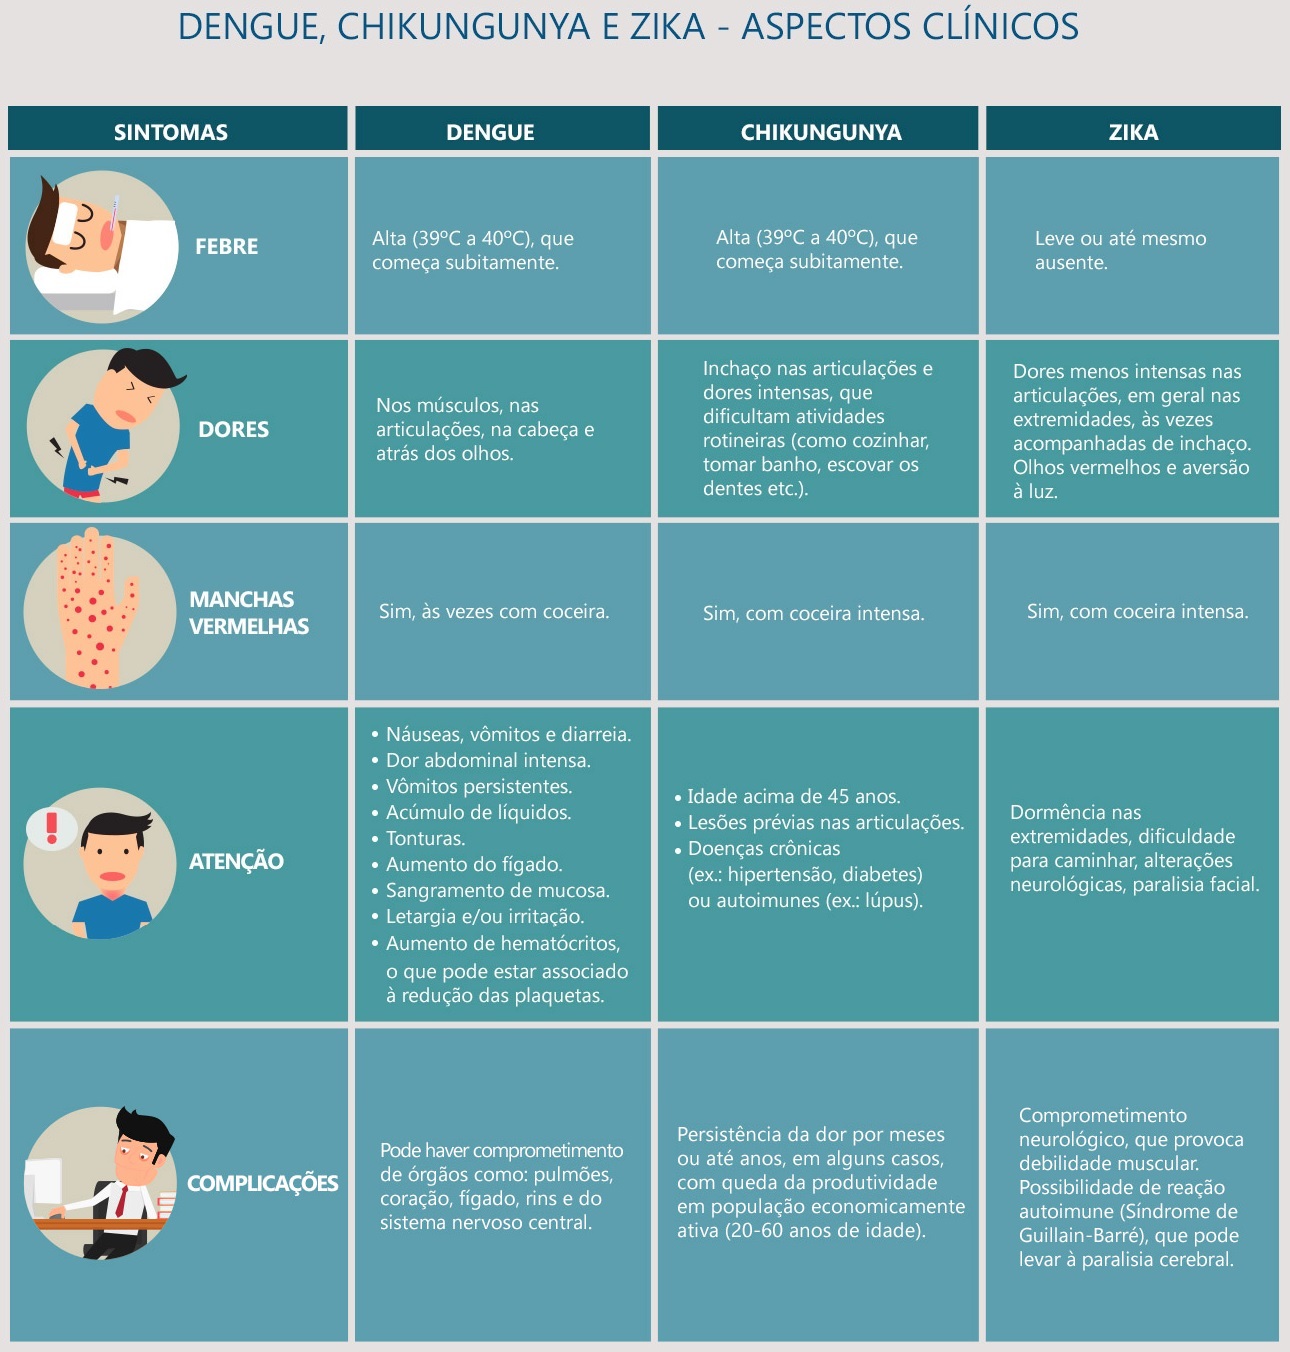 DENGUE, CHIKUNGUNYA E ZIKA - ASPECTOS CLÍNICOS
SINTOMAS
DENGUE
CHIKUNGUNYA
ZIKA
FEBRE
Alta (39ºC a 40ºC), que
começa subitamente.
Alta (39ºC a 40ºC), que
começa subitamente.
Leve ou até mesmo
ausente.
DORES
Nos músculos, nas
articulações, na cabeça e
atrás dos olhos.
Inchaço nas articulações e
dores intensas, que
dificultam atividades
rotineiras (como cozinhar,
tomar banho, escovar os
dentes etc.).
Dores menos intensas nas
articulações, em geral nas
extremidades, às vezes
acompanhadas de inchaço.
Olhos vermelhos e aversão
à luz.
MANCHAS
VERMELHAS
Sim, às vezes com coceira.
Sim, com coceira intensa.
Sim, com coceira intensa.
ATENÇÃO
• Náuseas, vômitos e diarreia.
• Dor abdominal intensa.
• Vômitos persistentes.
• Acúmulo de líquidos.
• Tonturas.
• Aumento do fígado.
• Sangramento de mucosa.
• Letargia e/ou irritação.
• Aumento de hematócritos,
o que pode estar associado
à redução das plaquetas.
• Idade acima de 45 anos.
• Lesões prévias nas articulações.
• Doenças crônicas
(ex.: hipertensão, diabetes)
ou autoimunes (ex.: lúpus).
Dormência nas
extremidades, dificuldade
para caminhar, alterações
neurológicas, paralisia facial.
COMPLICAÇÕES
Pode haver comprometimento
de órgãos como: pulmões,
coração, fígado, rins e do
sistema nervoso central.
Persistência da dor por meses
ou até anos, em alguns casos,
com queda da produtividade
em população economicamente
ativa (20-60 anos de idade).
Comprometimento
neurológico, que provoca
debilidade muscular.
Possibilidade de reação
autoimune (Síndrome de
Guillain-Barré), que pode
levar à paralisia cerebral.